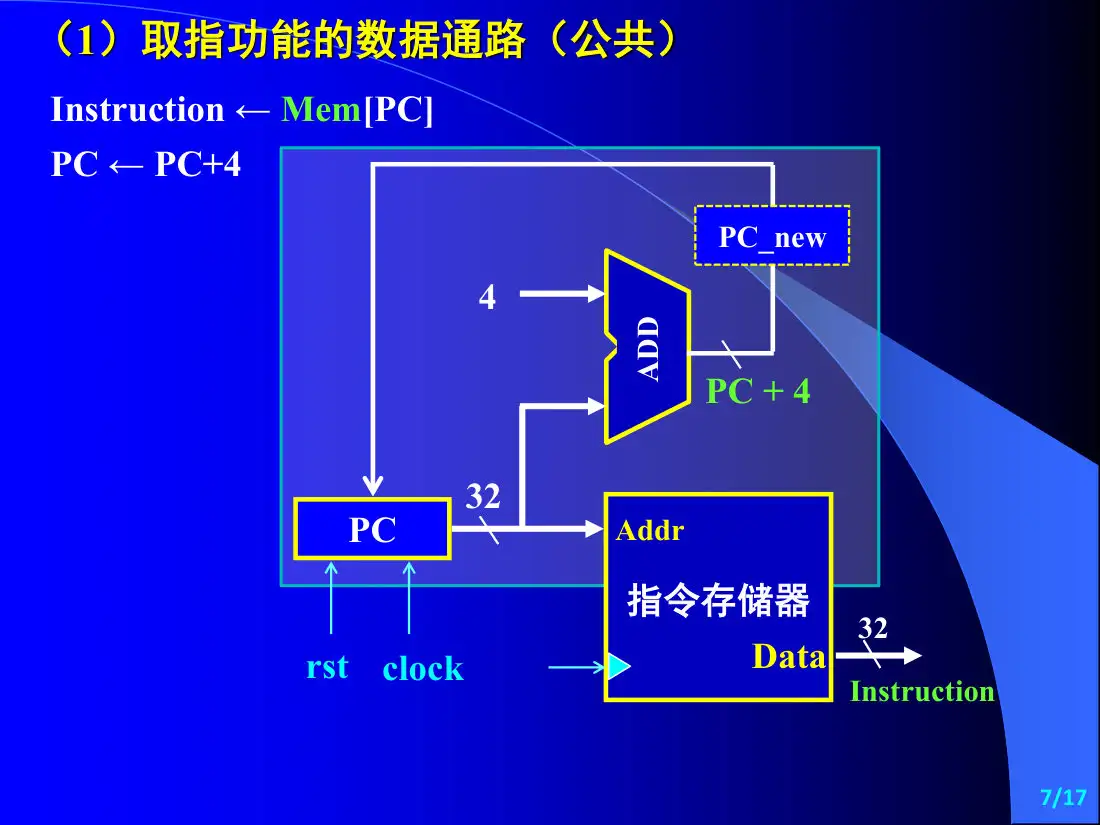 （1）取指功能的数据通路（公共）
Instruction ← Mem[PC]
PC ← PC+4
PC_new
4
ADD
PC + 4
32
PC
Addr
指令存储器
32
Data
rst
clock
Instruction
7/17